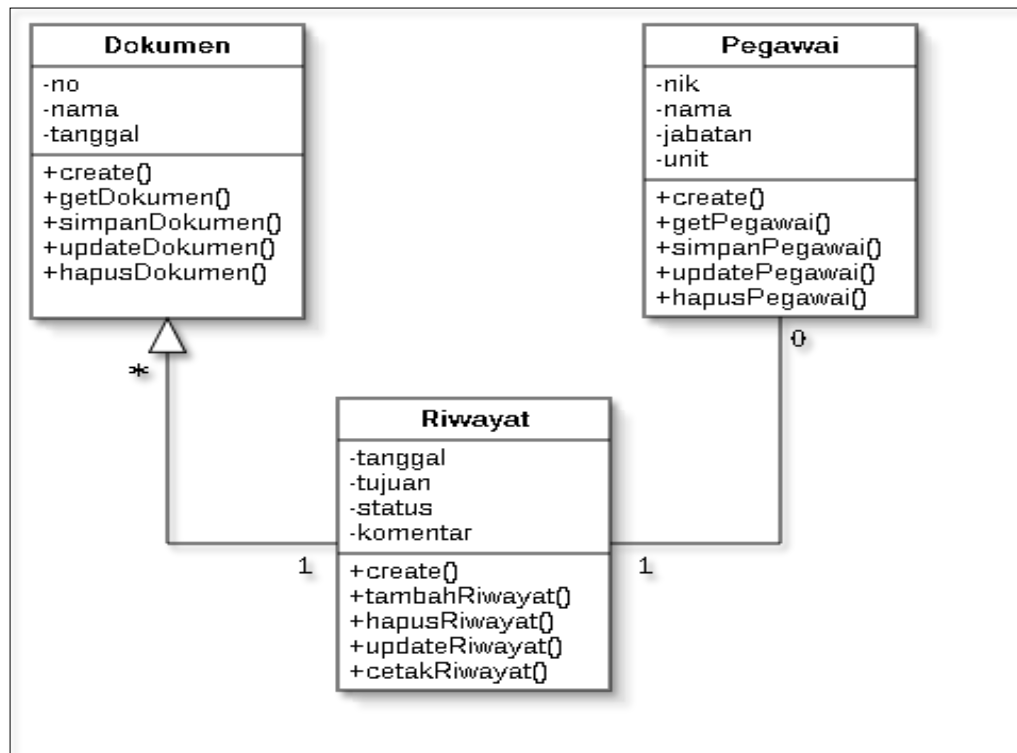 Dokumen
-no
-nama
-tanggal
+create()
+getDokumen()
+simpanDokumen()
+updateDokumen()
+hapusDokumen()
*
Pegawai
-nik
-nama
-jabatan
-unit
+create()
+getPegawai()
+simpanPegawai()
+updatePegawai()
+hapusPegawai()
0
Riwayat
-tanggal
-tujuan
-status
-komentar
+create()
+tambahRiwayat()
+hapusRiwayat()
+updateRiwayat()
+cetakRiwayat()
1
1